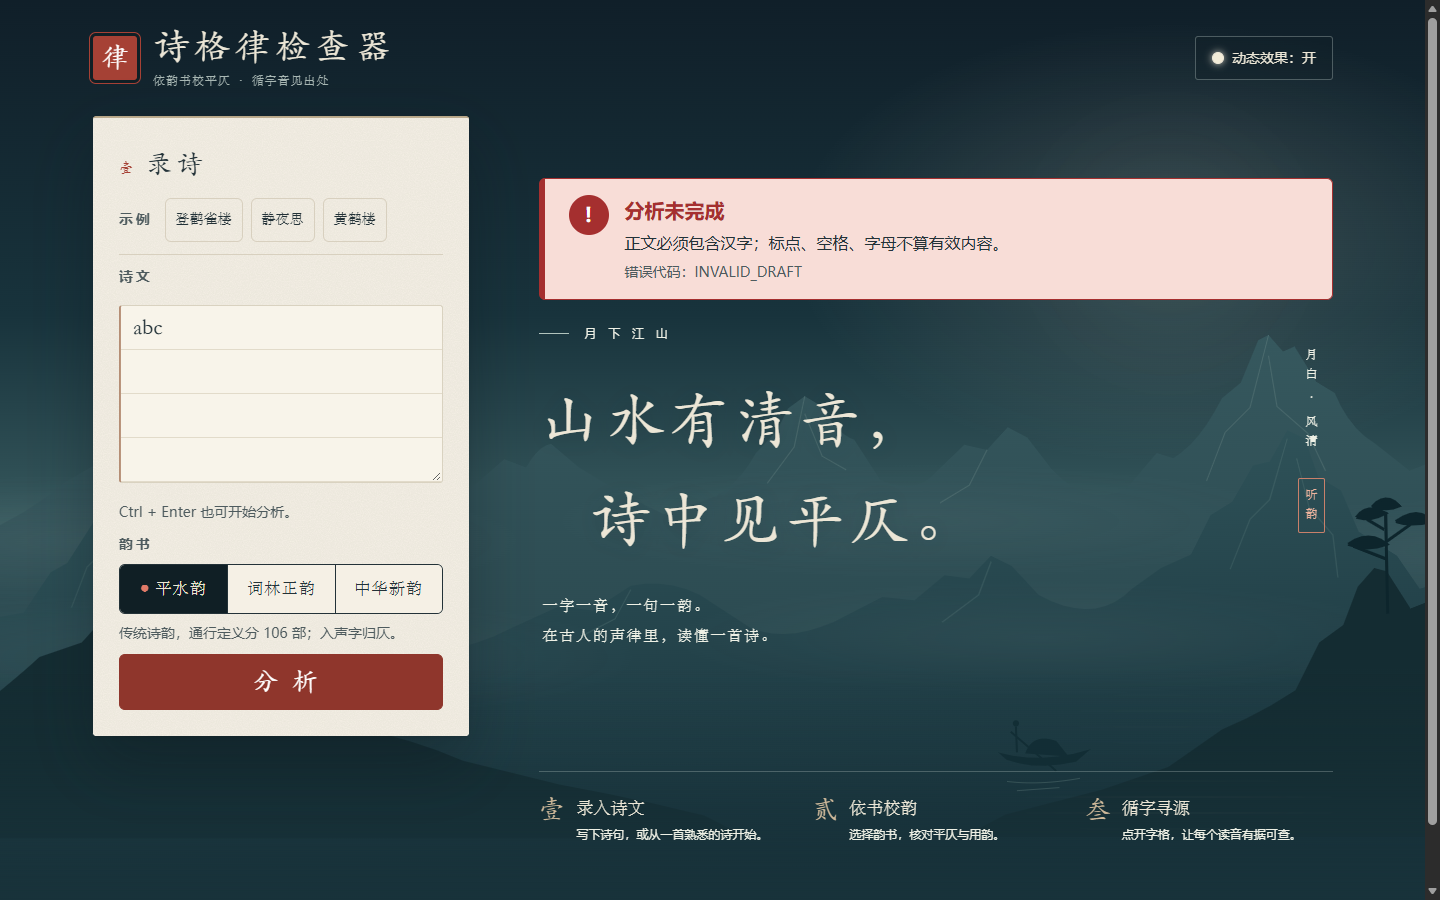 律
诗格律检查器
依韵书校平仄 · 循字音见出处
动态效果：开
壹 录诗
示例 登鹳雀楼 静夜思 黄鹤楼
诗文
abc
Ctrl + Enter 也可开始分析。
韵书
平水韵 词林正韵 中华新韵
传统诗韵，通行定义分 106 部；入声字归仄。
分析
!
分析未完成
正文必须包含汉字；标点、空格、字母不算有效内容。
错误代码：INVALID_DRAFT
月下江山
山水有清音，
诗中见平仄。
一字一音，一句一韵。
在古人的声律里，读懂一首诗。
月白·风清
听韵
壹 录入诗文
写下诗句，或从一首熟悉的诗开始。
贰 依书校韵
选择韵书，核对平仄与用韵。
叁 循字寻源
点开字格，让每个读音有据可查。